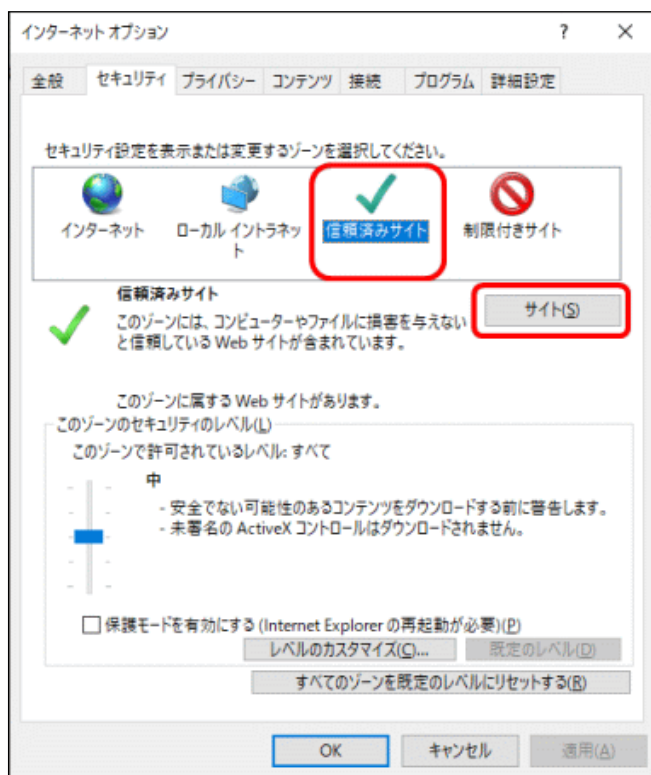 インターネット オプション ? ×
全般 セキュリティ プライバシー コンテンツ 接続 プログラム 詳細設定
セキュリティ設定を表示または変更するゾーンを選択してください。
インターネット
ローカル イントラネッ
ト
信頼済みサイト
制限付きサイト
信頼済みサイト
このゾーンには、コンピューターやファイルに損害を与えない
と信頼している Web サイトが含まれています。
サイト(S)
このゾーンに属する Web サイトがあります。
このゾーンのセキュリティのレベル(L)
このゾーンで許可されているレベル: すべて
中
- 安全でない可能性のあるコンテンツをダウンロードする前に警告します。
- 未署名の ActiveX コントロールはダウンロードされません。
保護モードを有効にする (Internet Explorer の再起動が必要)(P)
レベルのカスタマイズ(C)... 既定のレベル(D)
すべてのゾーンを既定のレベルにリセットする(R)
OK キャンセル 適用(A)